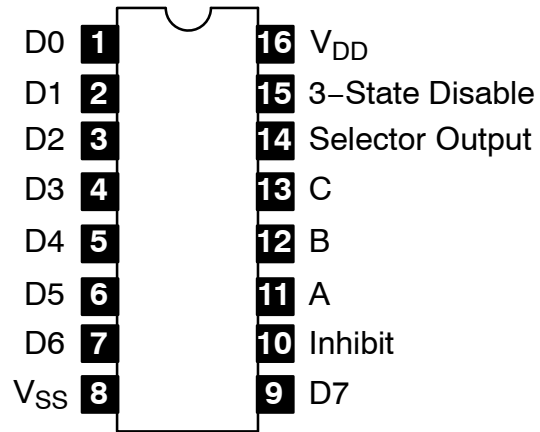 D0 1 16 VDD
D1 2 15 3−State Disable
D2 3 14 Selector Output
D3 4 13 C
D4 5 12 B
D5 6 11 A
D6 7 10 Inhibit
VSS 8 9 D7